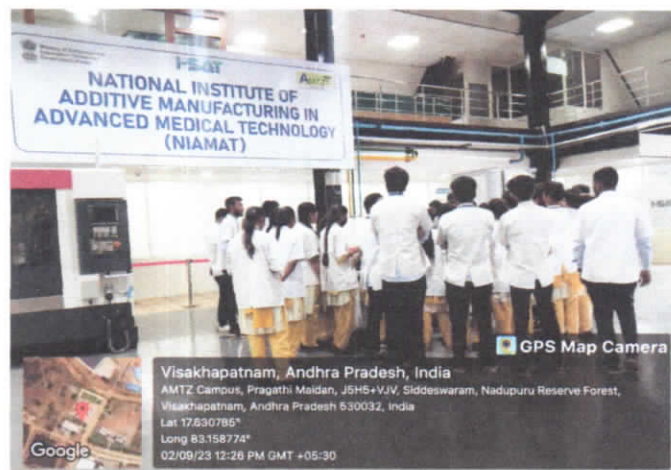 I-SAT
NATIONAL INSTITUTE OF
ADDITIVE MANUFACTURING IN
ADVANCED MEDICAL TECHNOLOGY
(NIAMAT)
GPS Map Camera
Visakhapatnam, Andhra Pradesh, India
AMTZ Campus, Pragathi Maidan, J5H5+VJV, Siddeswaram, Nadupuru Reserve Forest,
Visakhapatnam, Andhra Pradesh 530032, India
Lat 17.630785°
Long 83.158774°
02/09/23 12:26 PM GMT +05:30
Google